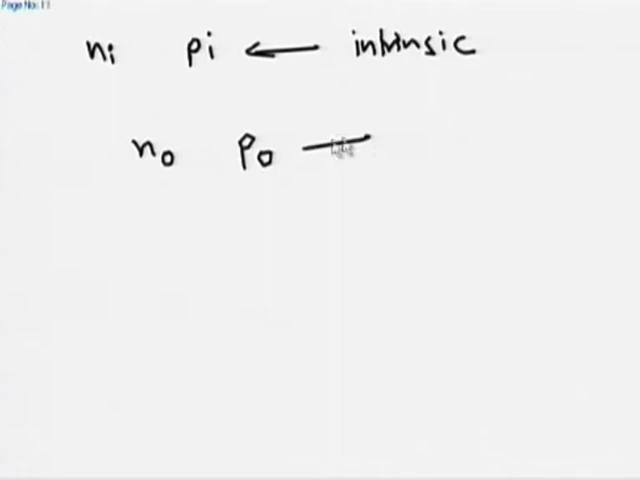 Page No: 11
ni pi ← intrinsic
no po —